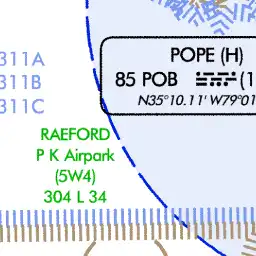 311A
311B
311C
POPE (H)
85 POB
N35°10.11' W79°01
RAEFORD
P K Airpark
(5W4)
304 L 34